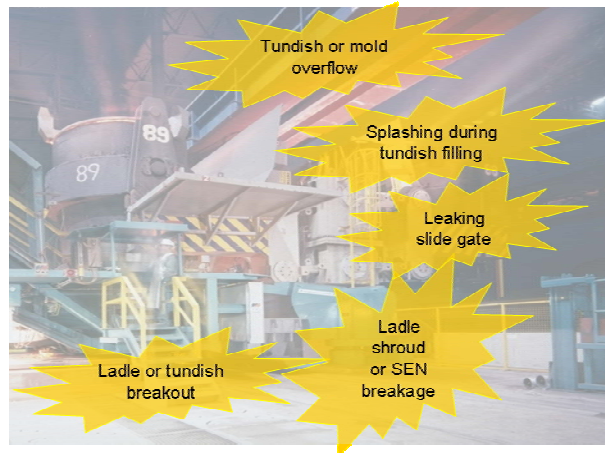 Tundish or mold
overflow
Splashing during
tundish filling
89
89
Leaking
slide gate
Ladle
shroud
or SEN
breakage
Ladle or tundish
breakout